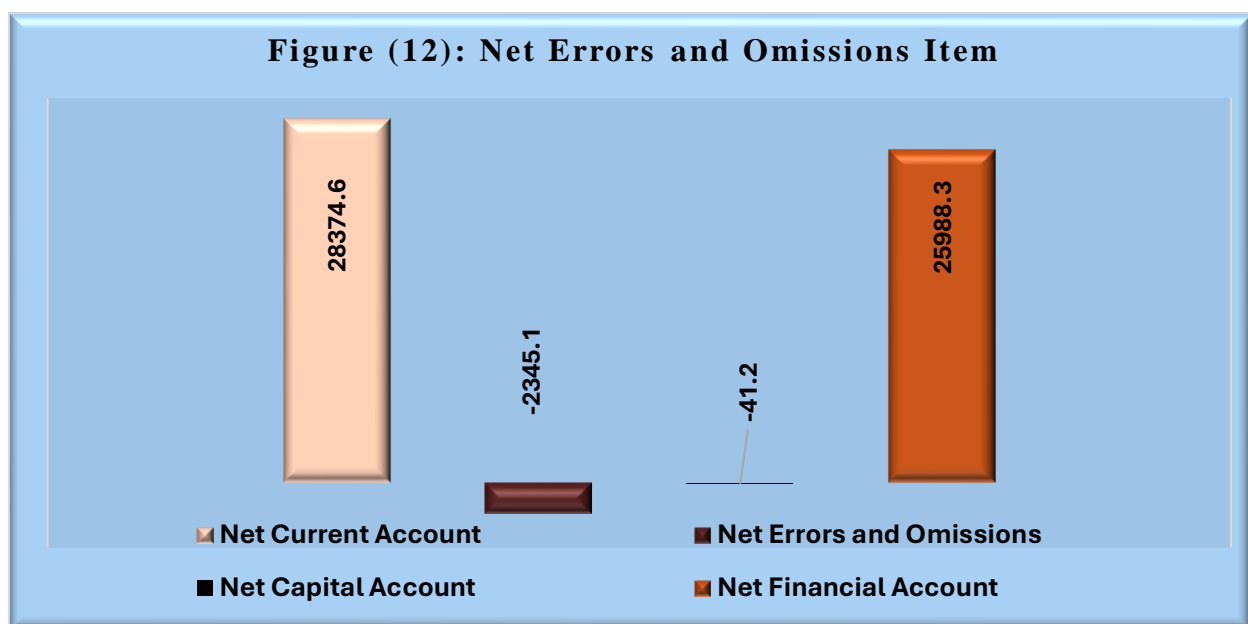 Figure (12): Net Errors and Omissions Item
28374.6
-2345.1
-41.2
25988.3
Net Current Account
Net Errors and Omissions
Net Capital Account
Net Financial Account